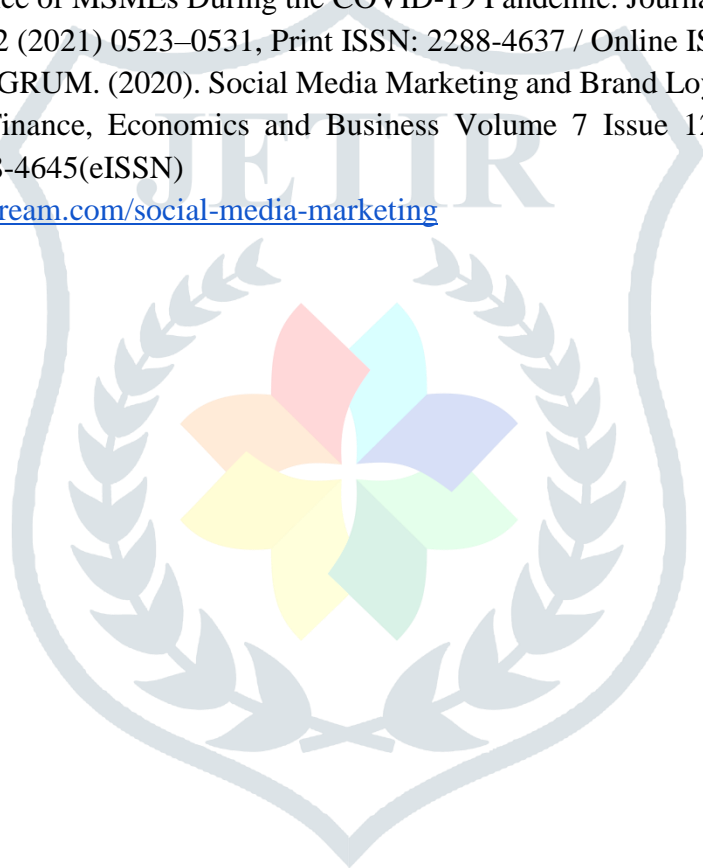 ce of MSMEs During the COVID-19 Pandemic. Journa
2 (2021) 0523–0531, Print ISSN: 2288-4637 / Online IS
GRUM. (2020). Social Media Marketing and Brand Loy
Finance, Economics and Business Volume 7 Issue 12
-4645(eISSN)
ream.com/social-media-marketing
JETIR